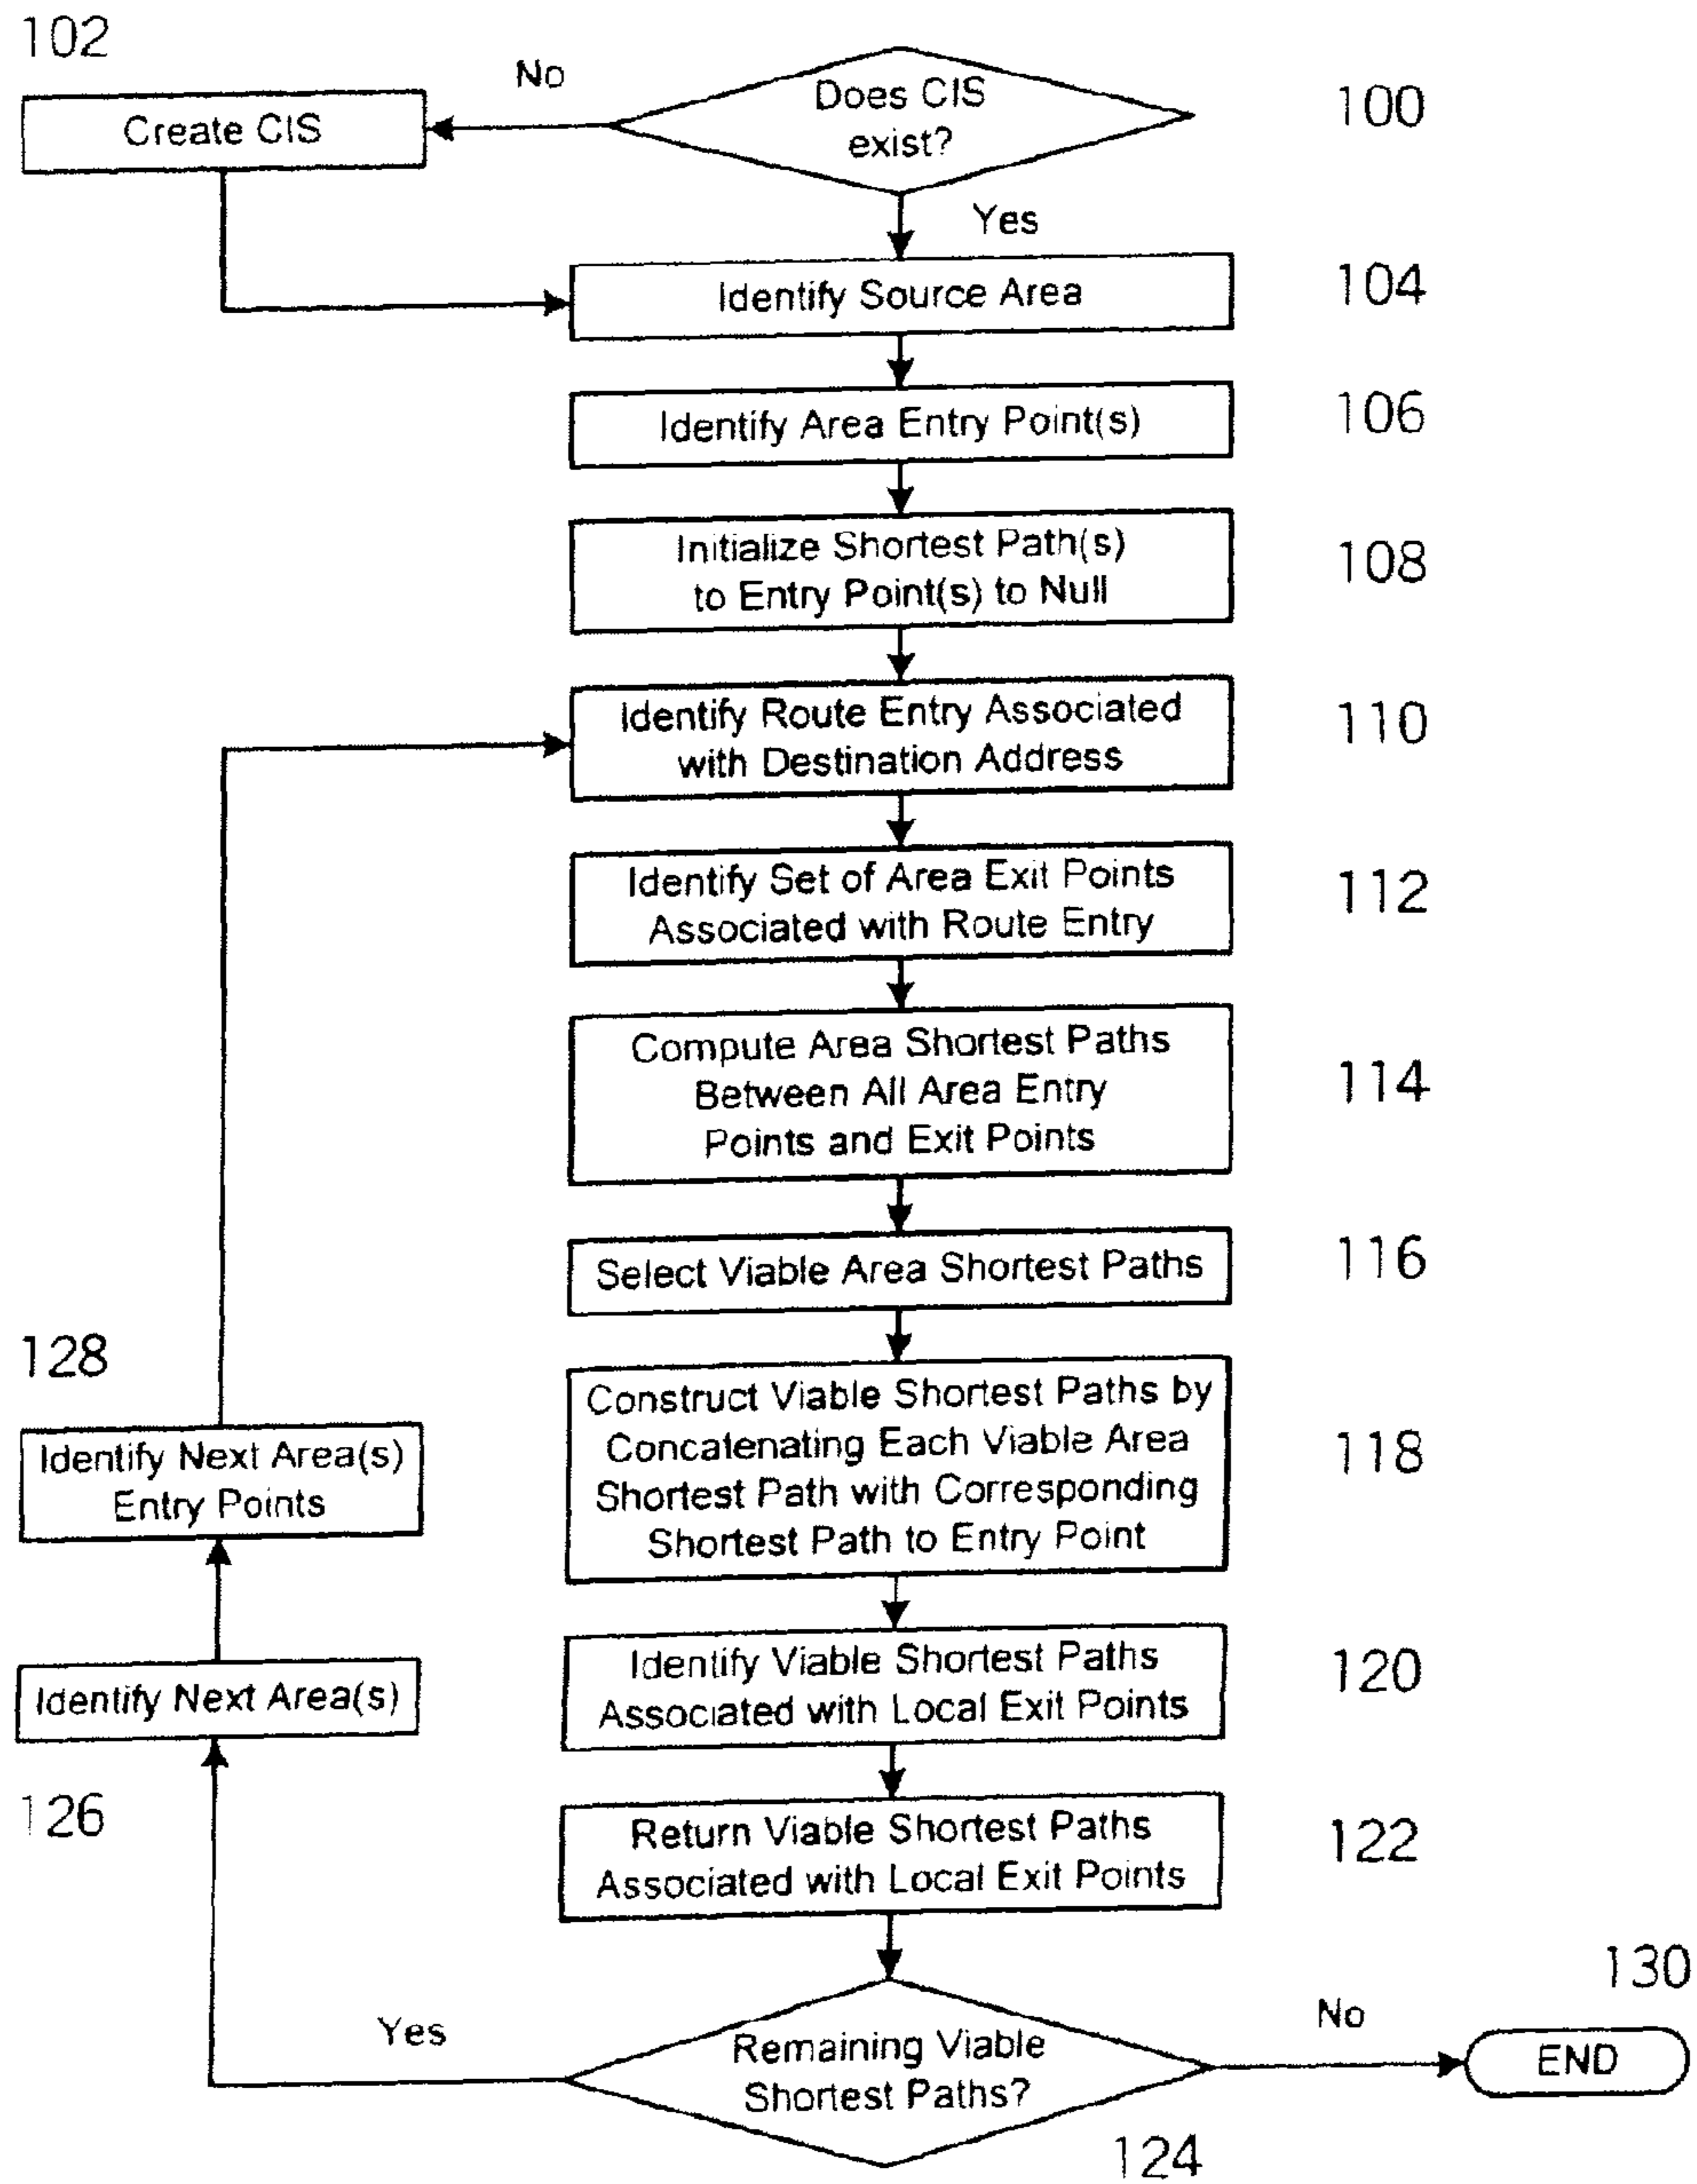 102
No
Does CIS
exist?
100
Create CIS
Yes
Identify Source Area
104
Identify Area Entry Point(s)
106
Initialize Shortest Path(s)
to Entry Point(s) to Null
108
Identify Route Entry Associated
with Destination Address
110
Identify Set of Area Exit Points
Associated with Route Entry
112
Compute Area Shortest Paths
Between All Area Entry
Points and Exit Points
114
Select Viable Area Shortest Paths
116
Construct Viable Shortest Paths by
Concatenating Each Viable Area
Shortest Path with Corresponding
Shortest Path to Entry Point
118
128
Identify Next Area(s)
Entry Points
Identify Viable Shortest Paths
Associated with Local Exit Points
120
Identify Next Area(s)
126
Return Viable Shortest Paths
Associated with Local Exit Points
122
Yes
Remaining Viable
Shortest Paths?
124
No
130
END